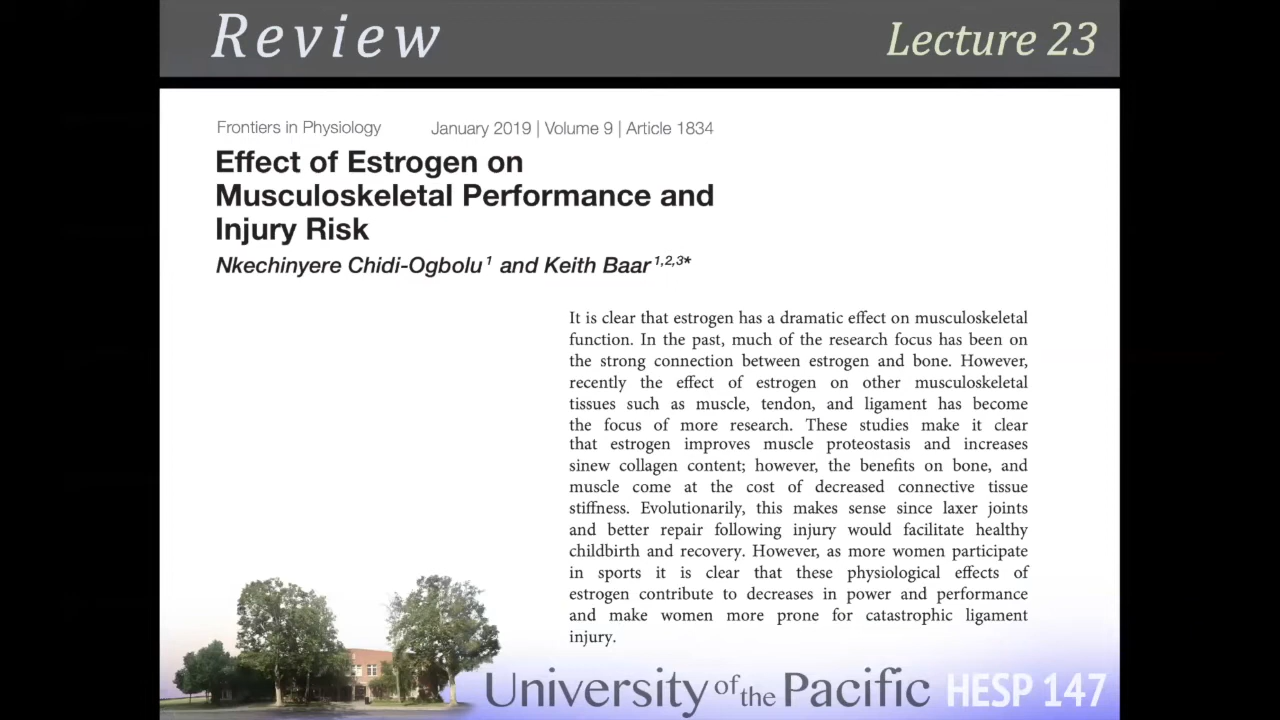 Review
Lecture 23
Frontiers in Physiology January 2019 | Volume 9 | Article 1834
Effect of Estrogen on
Musculoskeletal Performance and
Injury Risk
Nkechinyere Chidi-Ogbolu 1 and Keith Baar 1,2,3*
It is clear that estrogen has a dramatic effect on musculoskeletal
function. In the past, much of the research focus has been on
the strong connection between estrogen and bone. However,
recently the effect of estrogen on other musculoskeletal
tissues such as muscle, tendon, and ligament has become
the focus of more research. These studies make it clear
that estrogen improves muscle proteostasis and increases
sinew collagen content; however, the benefits on bone, and
muscle come at the cost of decreased connective tissue
stiffness. Evolutionarily, this makes sense since laxer joints
and better repair following injury would facilitate healthy
childbirth and recovery. However, as more women participate
in sports it is clear that these physiological effects of
estrogen contribute to decreases in power and performance
and make women more prone for catastrophic ligament
injury.
University of the Pacific HESP 147